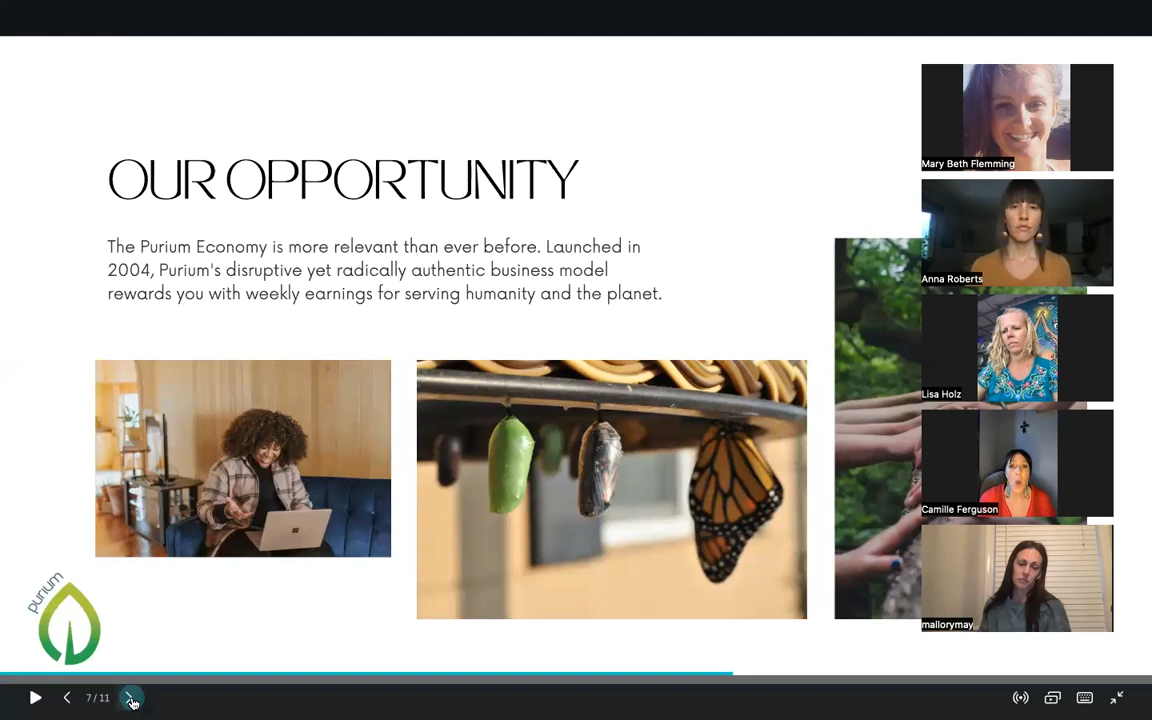 OUR OPPORTUNITY
The Purium Economy is more relevant than ever before. Launched in
2004, Purium's disruptive yet radically authentic business model
rewards you with weekly earnings for serving humanity and the planet.
Mary Beth Flemming
Anna Roberts
Lisa Holz
Camille Ferguson
mallorymay
purium
7 / 11